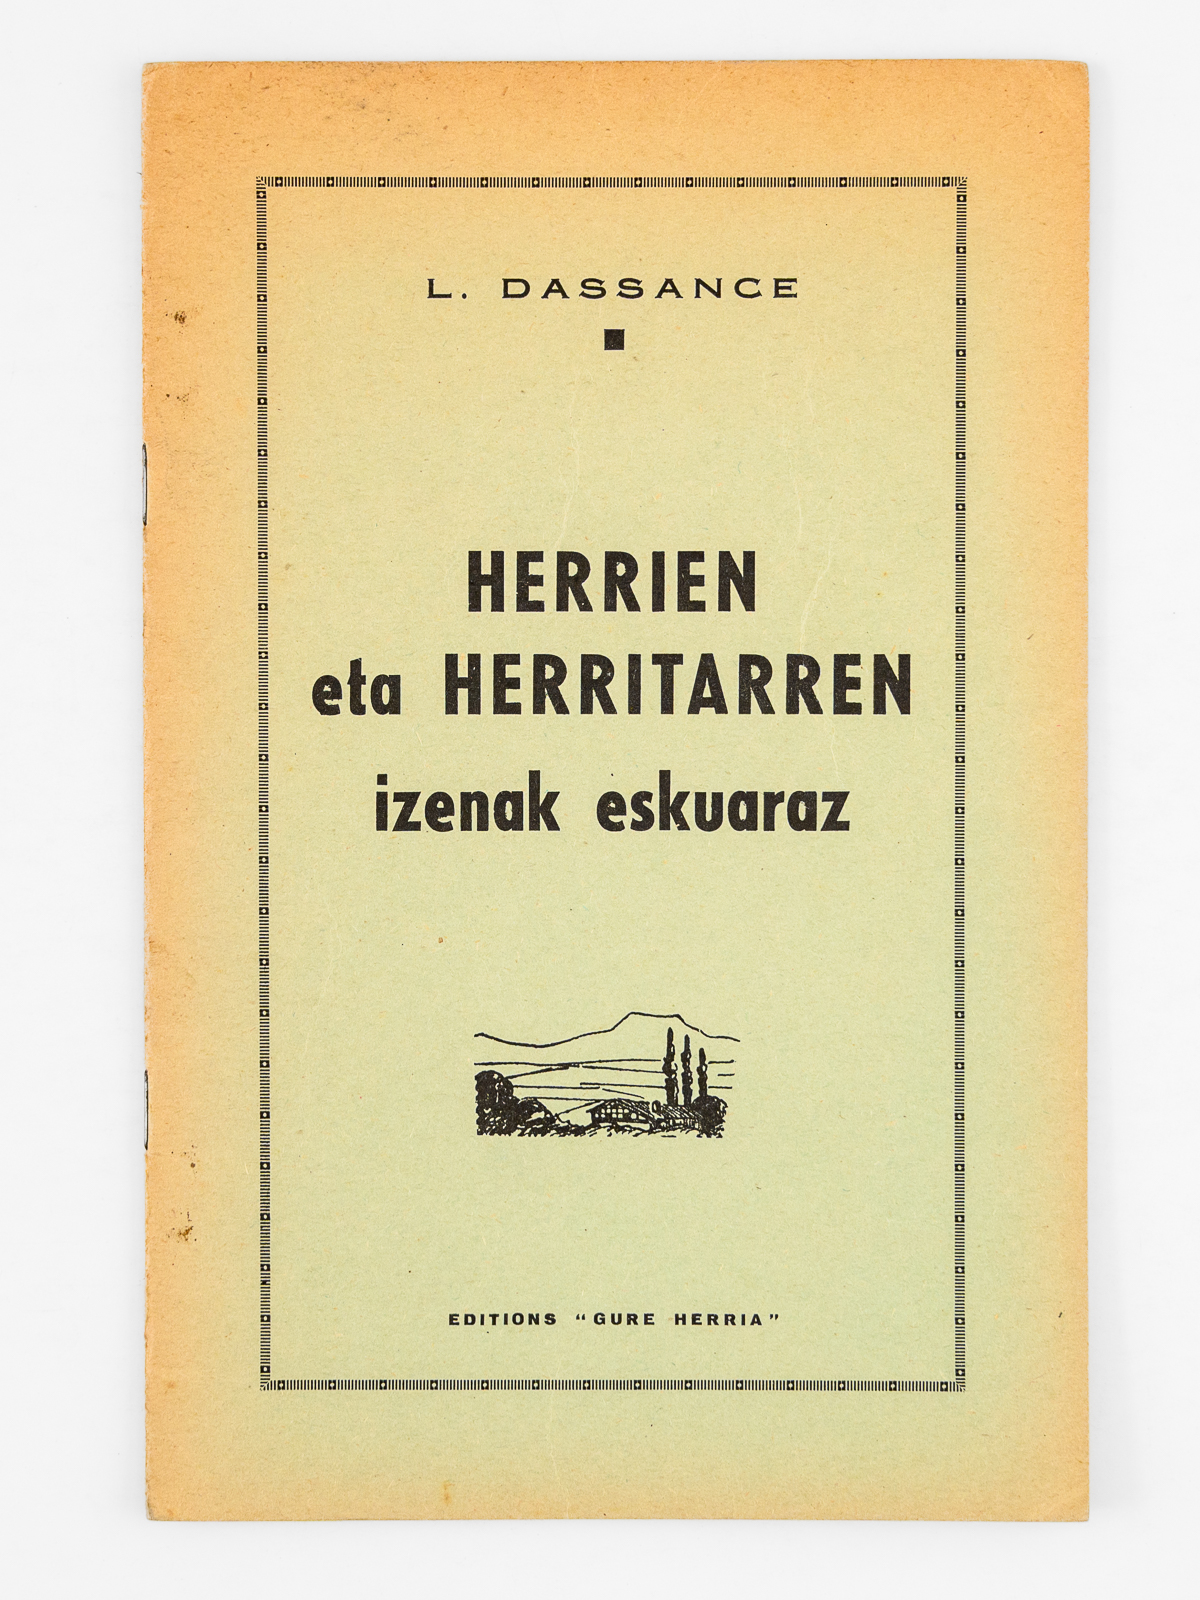 L. DASSANCE
HERRIEN
eta HERRITARREN
izenak eskuaraz
EDITIONS “GURE HERRIA”